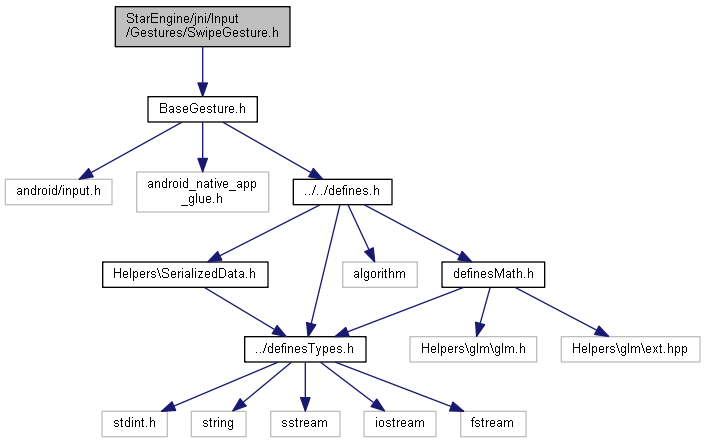 StarEngine/jni/Input
/Gestures/SwipeGesture.h
BaseGesture.h
android/input.h
android_native_app
_glue.h
../../defines.h
Helpers\SerializedData.h
algorithm
definesMath.h
../definesTypes.h
Helpers\glm\glm.h
Helpers\glm\ext.hpp
stdint.h
string
sstream
iostream
fstream